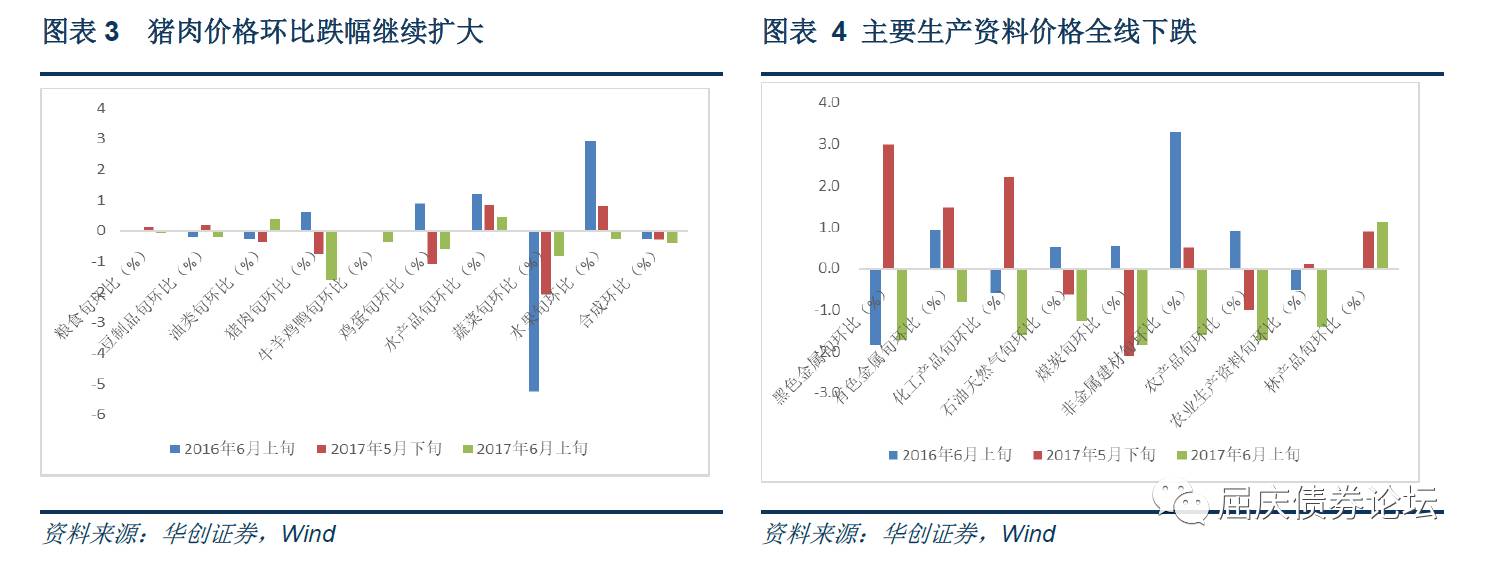 图表 3 猪肉价格环比跌幅继续扩大
4
3
2
1
0
-1
-2
-3
-4
-5
-6
粮食旬环比（%）
豆制品旬环比（%）
油类旬环比（%）
猪肉旬环比（%）
牛羊鸡鸭旬环比（%）
鸡蛋旬环比（%）
水产品旬环比（%）
蔬菜旬环比（%）
水果旬环比（%）
合成环比（%）
2016年6月上旬 2017年5月下旬 2017年6月上旬
资料来源：华创证券，Wind
图表 4 主要生产资料价格全线下跌
4.0
3.0
2.0
1.0
0.0
-1.0
-2.0
-3.0
黑色金属旬环比（%）
有色金属旬环比（%）
化工产品旬环比（%）
石油天然气旬环比（%）
煤炭旬环比（%）
非金属建材旬环比（%）
农产品旬环比（%）
农业生产资料旬环比（%）
林产品旬环比（%）
2016年6月上旬 2017年5月下旬 2017年6月上旬
屈庆债券论坛
资料来源：华创证券，Wind